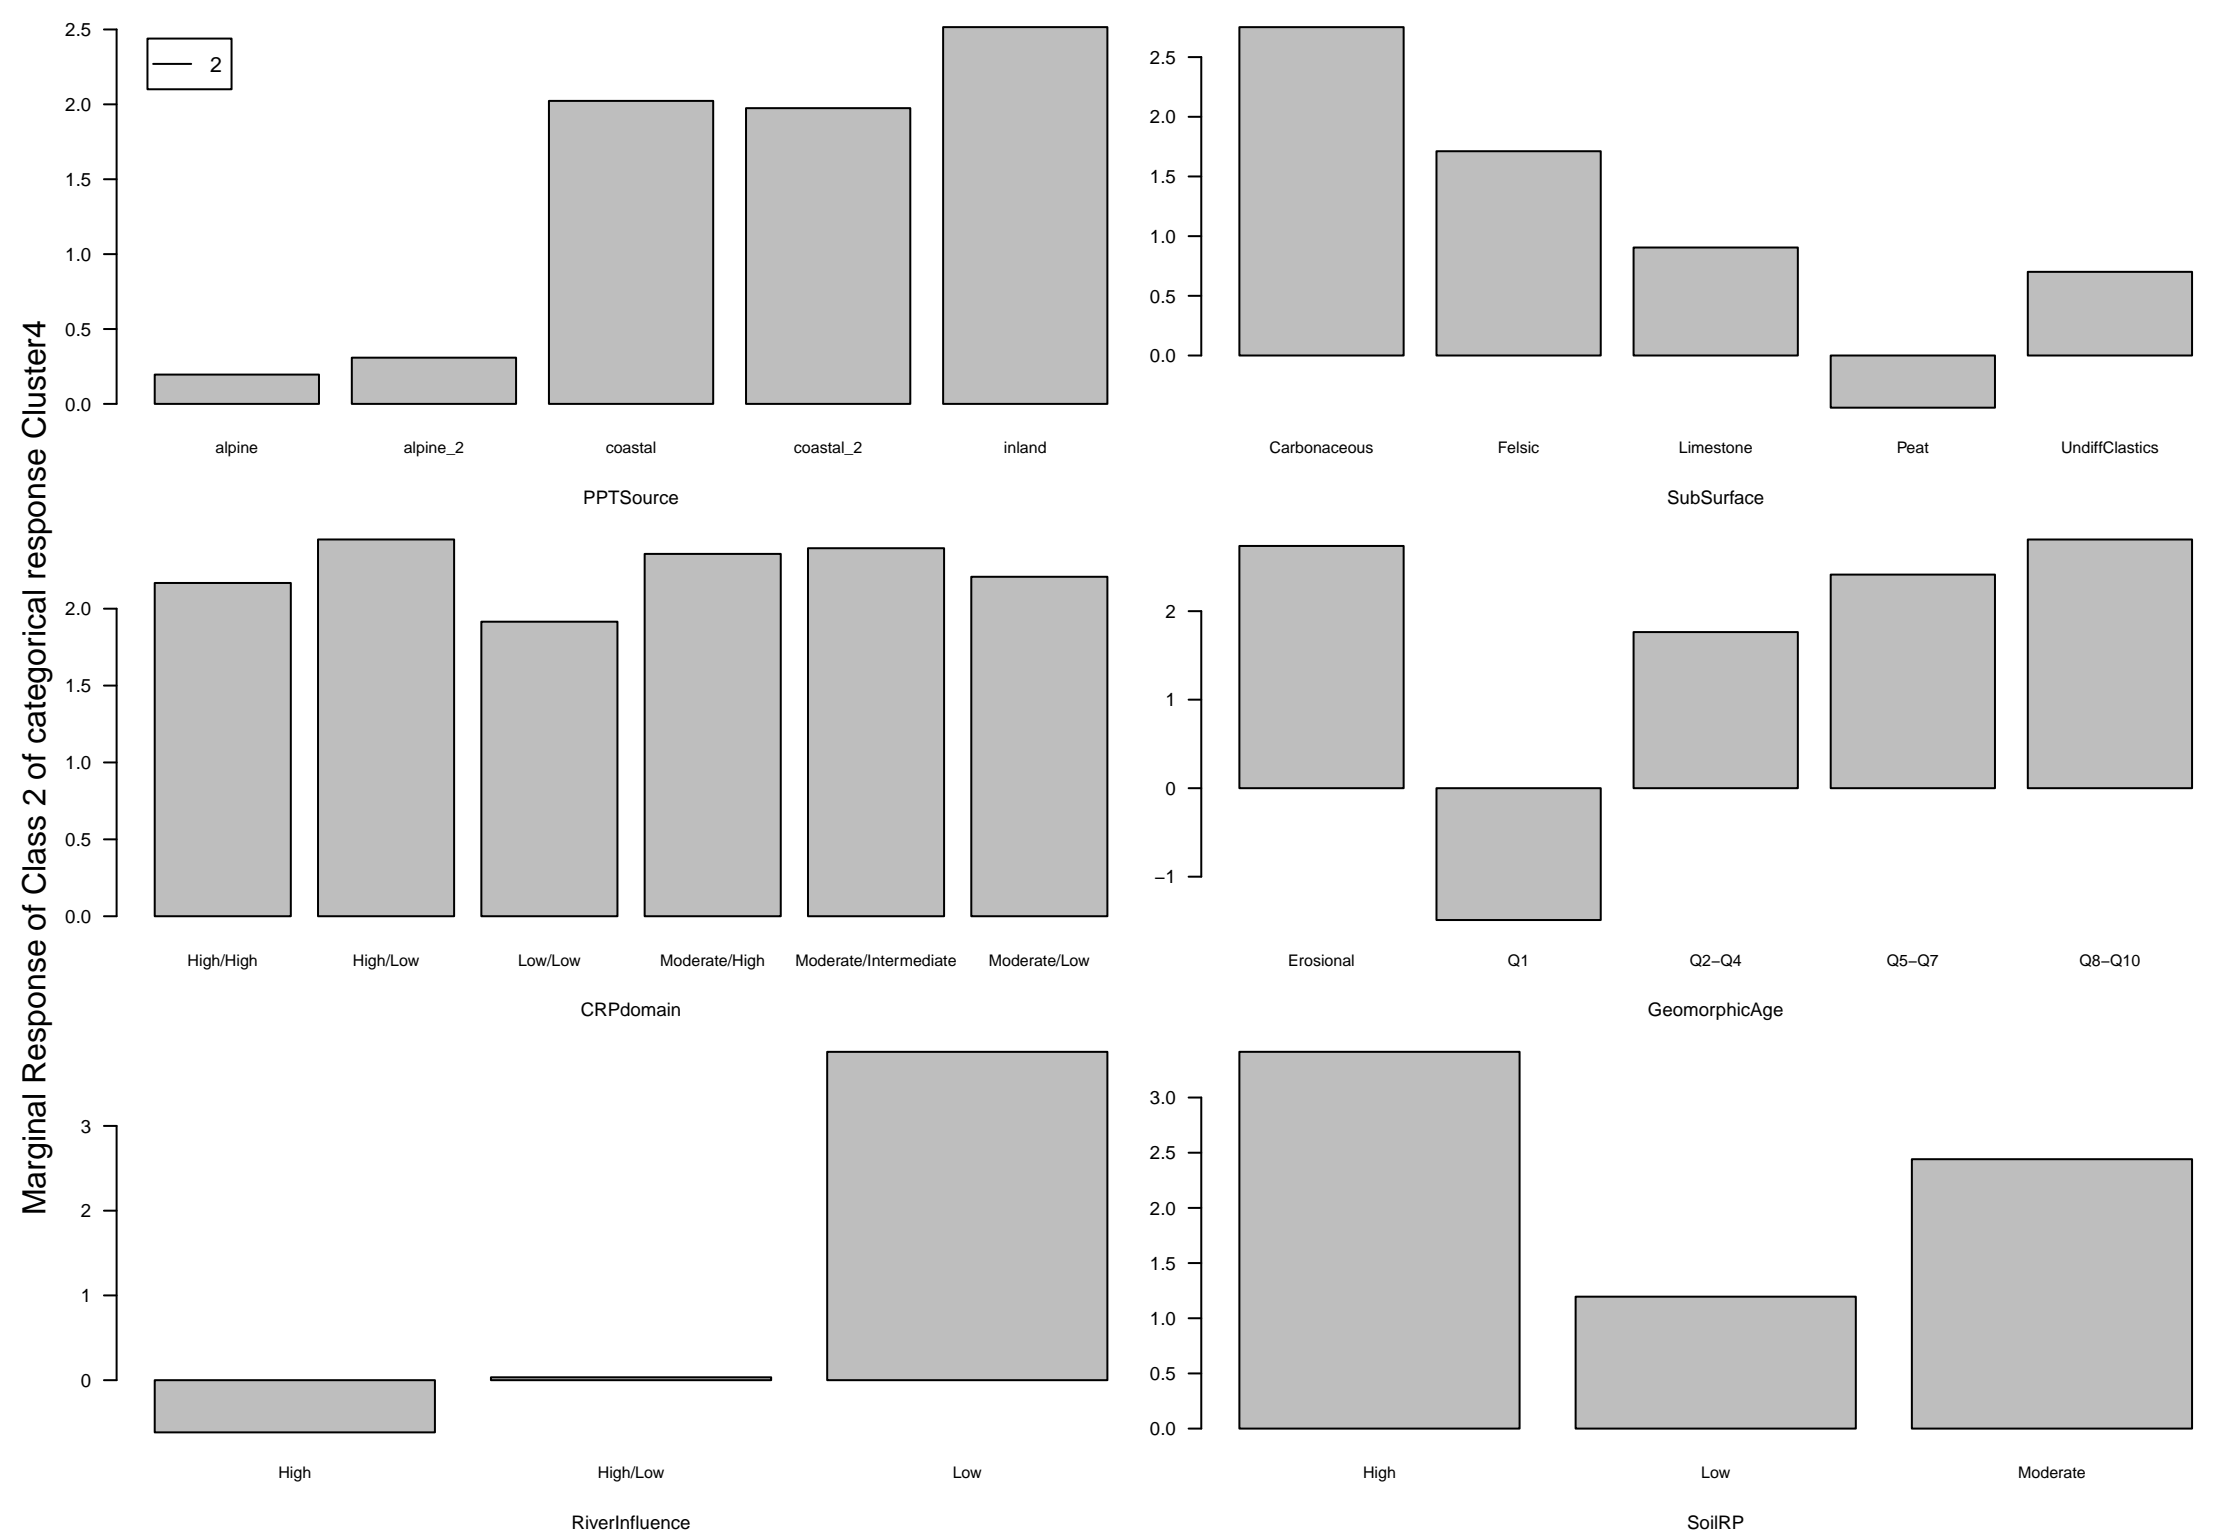 Marginal Response of Class 2 of categorical response Cluster4
2.5
2.0
1.5
1.0
0.5
0.0
2
alpine alpine_2 coastal coastal_2 inland
PPTSource
2.5
2.0
1.5
1.0
0.5
0.0
Carbonaceous Felsic Limestone Peat UndiffClastics
SubSurface
2.0
1.5
1.0
0.5
0.0
High/High High/Low Low/Low Moderate/High Moderate/Intermediate Moderate/Low
CRPdomain
2
1
0
−1
Erosional Q1 Q2−Q4 Q5−Q7 Q8−Q10
GeomorphicAge
3
2
1
0
High High/Low Low
RiverInfluence
3.0
2.5
2.0
1.5
1.0
0.5
0.0
High Low Moderate
SoilRP